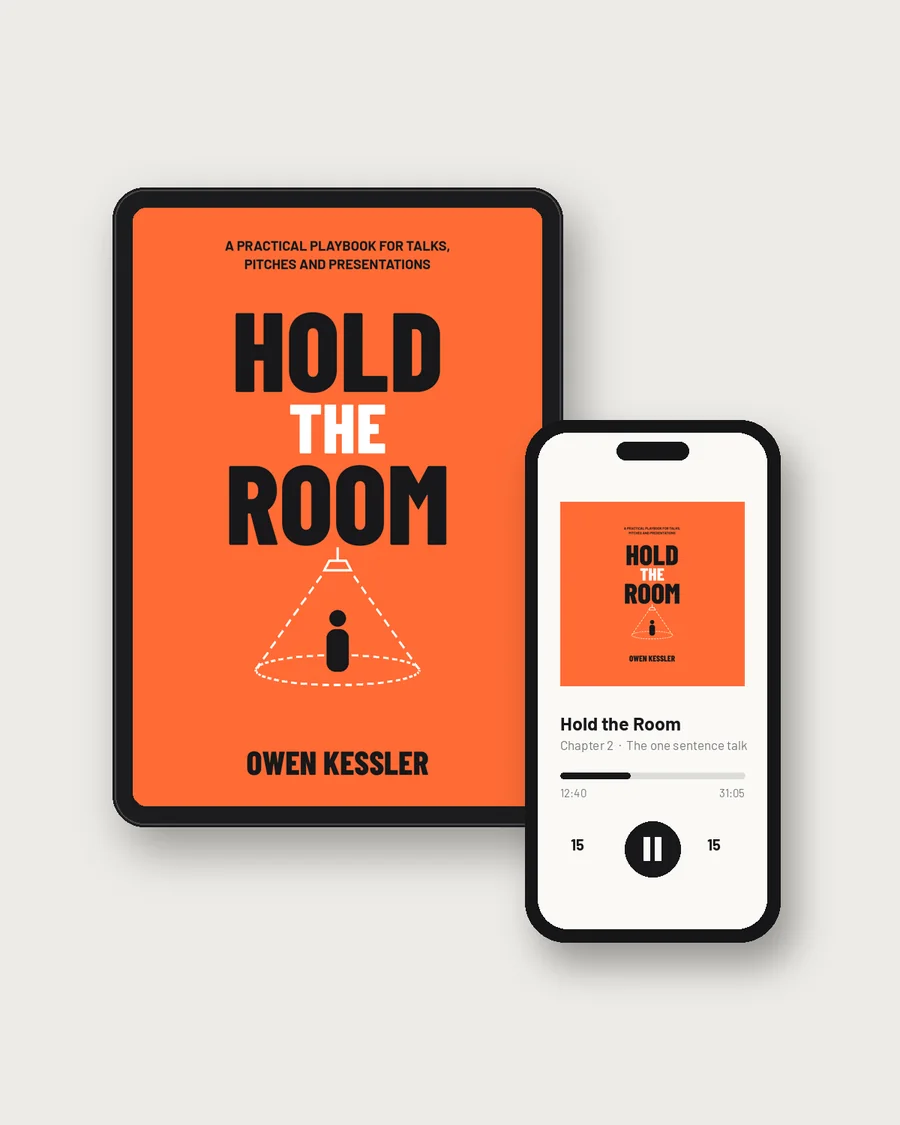 A PRACTICAL PLAYBOOK FOR TALKS,
PITCHES AND PRESENTATIONS
HOLD
THE
ROOM
OWEN KESSLER
A PRACTICAL PLAYBOOK FOR TALKS,
PITCHES AND PRESENTATIONS
HOLD
THE
ROOM
OWEN KESSLER
Hold the Room
Chapter 2 · The one sentence talk
12:40 31:05
15 15